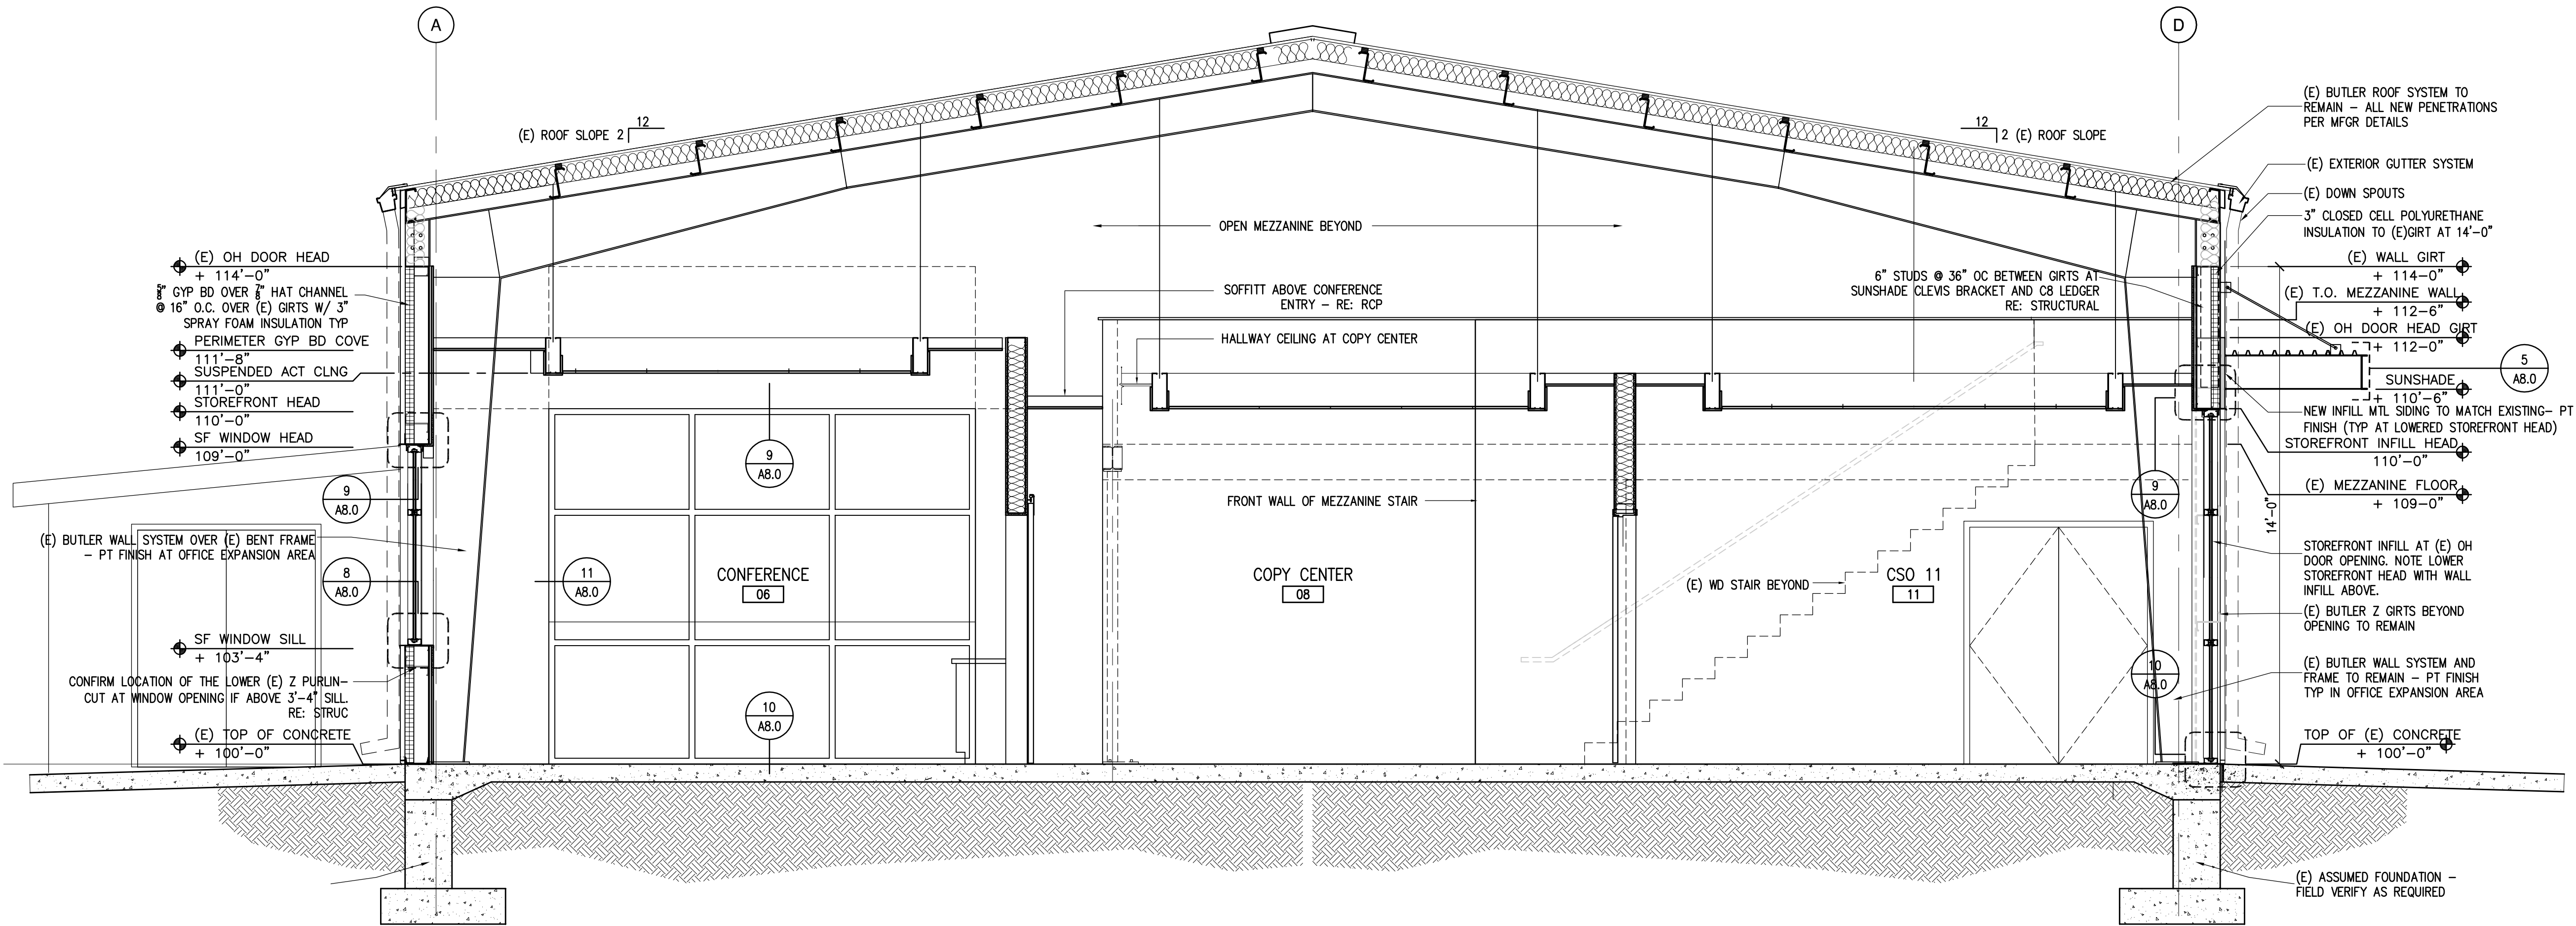 A
D
(E) ROOF SLOPE 2
12
12
2 (E) ROOF SLOPE
(E) BUTLER ROOF SYSTEM TO
REMAIN - ALL NEW PENETRATIONS
PER MFGR DETAILS
(E) EXTERIOR GUTTER SYSTEM
(E) DOWN SPOUTS
3" CLOSED CELL POLYURETHANE
INSULATION TO (E)GIRT AT 14'-0"
(E) WALL GIRT
+ 114-0"
(E) T.O. MEZZANINE WALL
+ 112-6"
(E) OH DOOR HEAD GIRT
+ 112-0"
5
A8.0
SUNSHADE
+ 110'-6"
NEW INFILL MTL SIDING TO MATCH EXISTING- PT
FINISH (TYP AT LOWERED STOREFRONT HEAD)
STOREFRONT INFILL HEAD
110'-0"
(E) MEZZANINE FLOOR
+ 109-0"
14'-0"
STOREFRONT INFILL AT (E) OH
DOOR OPENING. NOTE LOWER
STOREFRONT HEAD WITH WALL
INFILL ABOVE.
(E) BUTLER Z GIRTS BEYOND
OPENING TO REMAIN
(E) BUTLER WALL SYSTEM AND
FRAME TO REMAIN - PT FINISH
TYP IN OFFICE EXPANSION AREA
TOP OF (E) CONCRETE
+ 100'-0"
(E) ASSUMED FOUNDATION -
FIELD VERIFY AS REQUIRED
OPEN MEZZANINE BEYOND
6" STUDS @ 36" OC BETWEEN GIRTS AT
SUNSHADE CLEVIS BRACKET AND C8 LEDGER
RE: STRUCTURAL
SOFFITT ABOVE CONFERENCE
ENTRY - RE: RCP
HALLWAY CEILING AT COPY CENTER
FRONT WALL OF MEZZANINE STAIR
(E) WD STAIR BEYOND
CONFERENCE
06
COPY CENTER
08
CSO 11
11
9
A8.0
10
A8.0
11
A8.0
9
A8.0
10
A8.0
(E) OH DOOR HEAD
+ 114'-0"
5/8" GYP BD OVER 7/8" HAT CHANNEL
@ 16" O.C. OVER (E) GIRTS W/ 3"
SPRAY FOAM INSULATION TYP
PERIMETER GYP BD COVE
111'-8"
SUSPENDED ACT CLNG
111'-0"
STOREFRONT HEAD
110'-0"
SF WINDOW HEAD
109'-0"
9
A8.0
(E) BUTLER WALL SYSTEM OVER (E) BENT FRAME
- PT FINISH AT OFFICE EXPANSION AREA
8
A8.0
SF WINDOW SILL
+ 103'-4"
CONFIRM LOCATION OF THE LOWER (E) Z PURLIN-
CUT AT WINDOW OPENING IF ABOVE 3'-4" SILL.
RE: STRUC
(E) TOP OF CONCRETE
+ 100'-0"